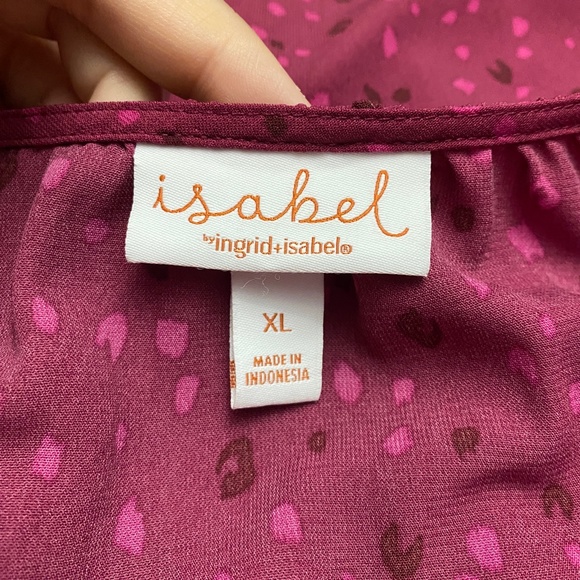 isabel
by ingrid+isabel®
XL
MADE IN
INDONESIA